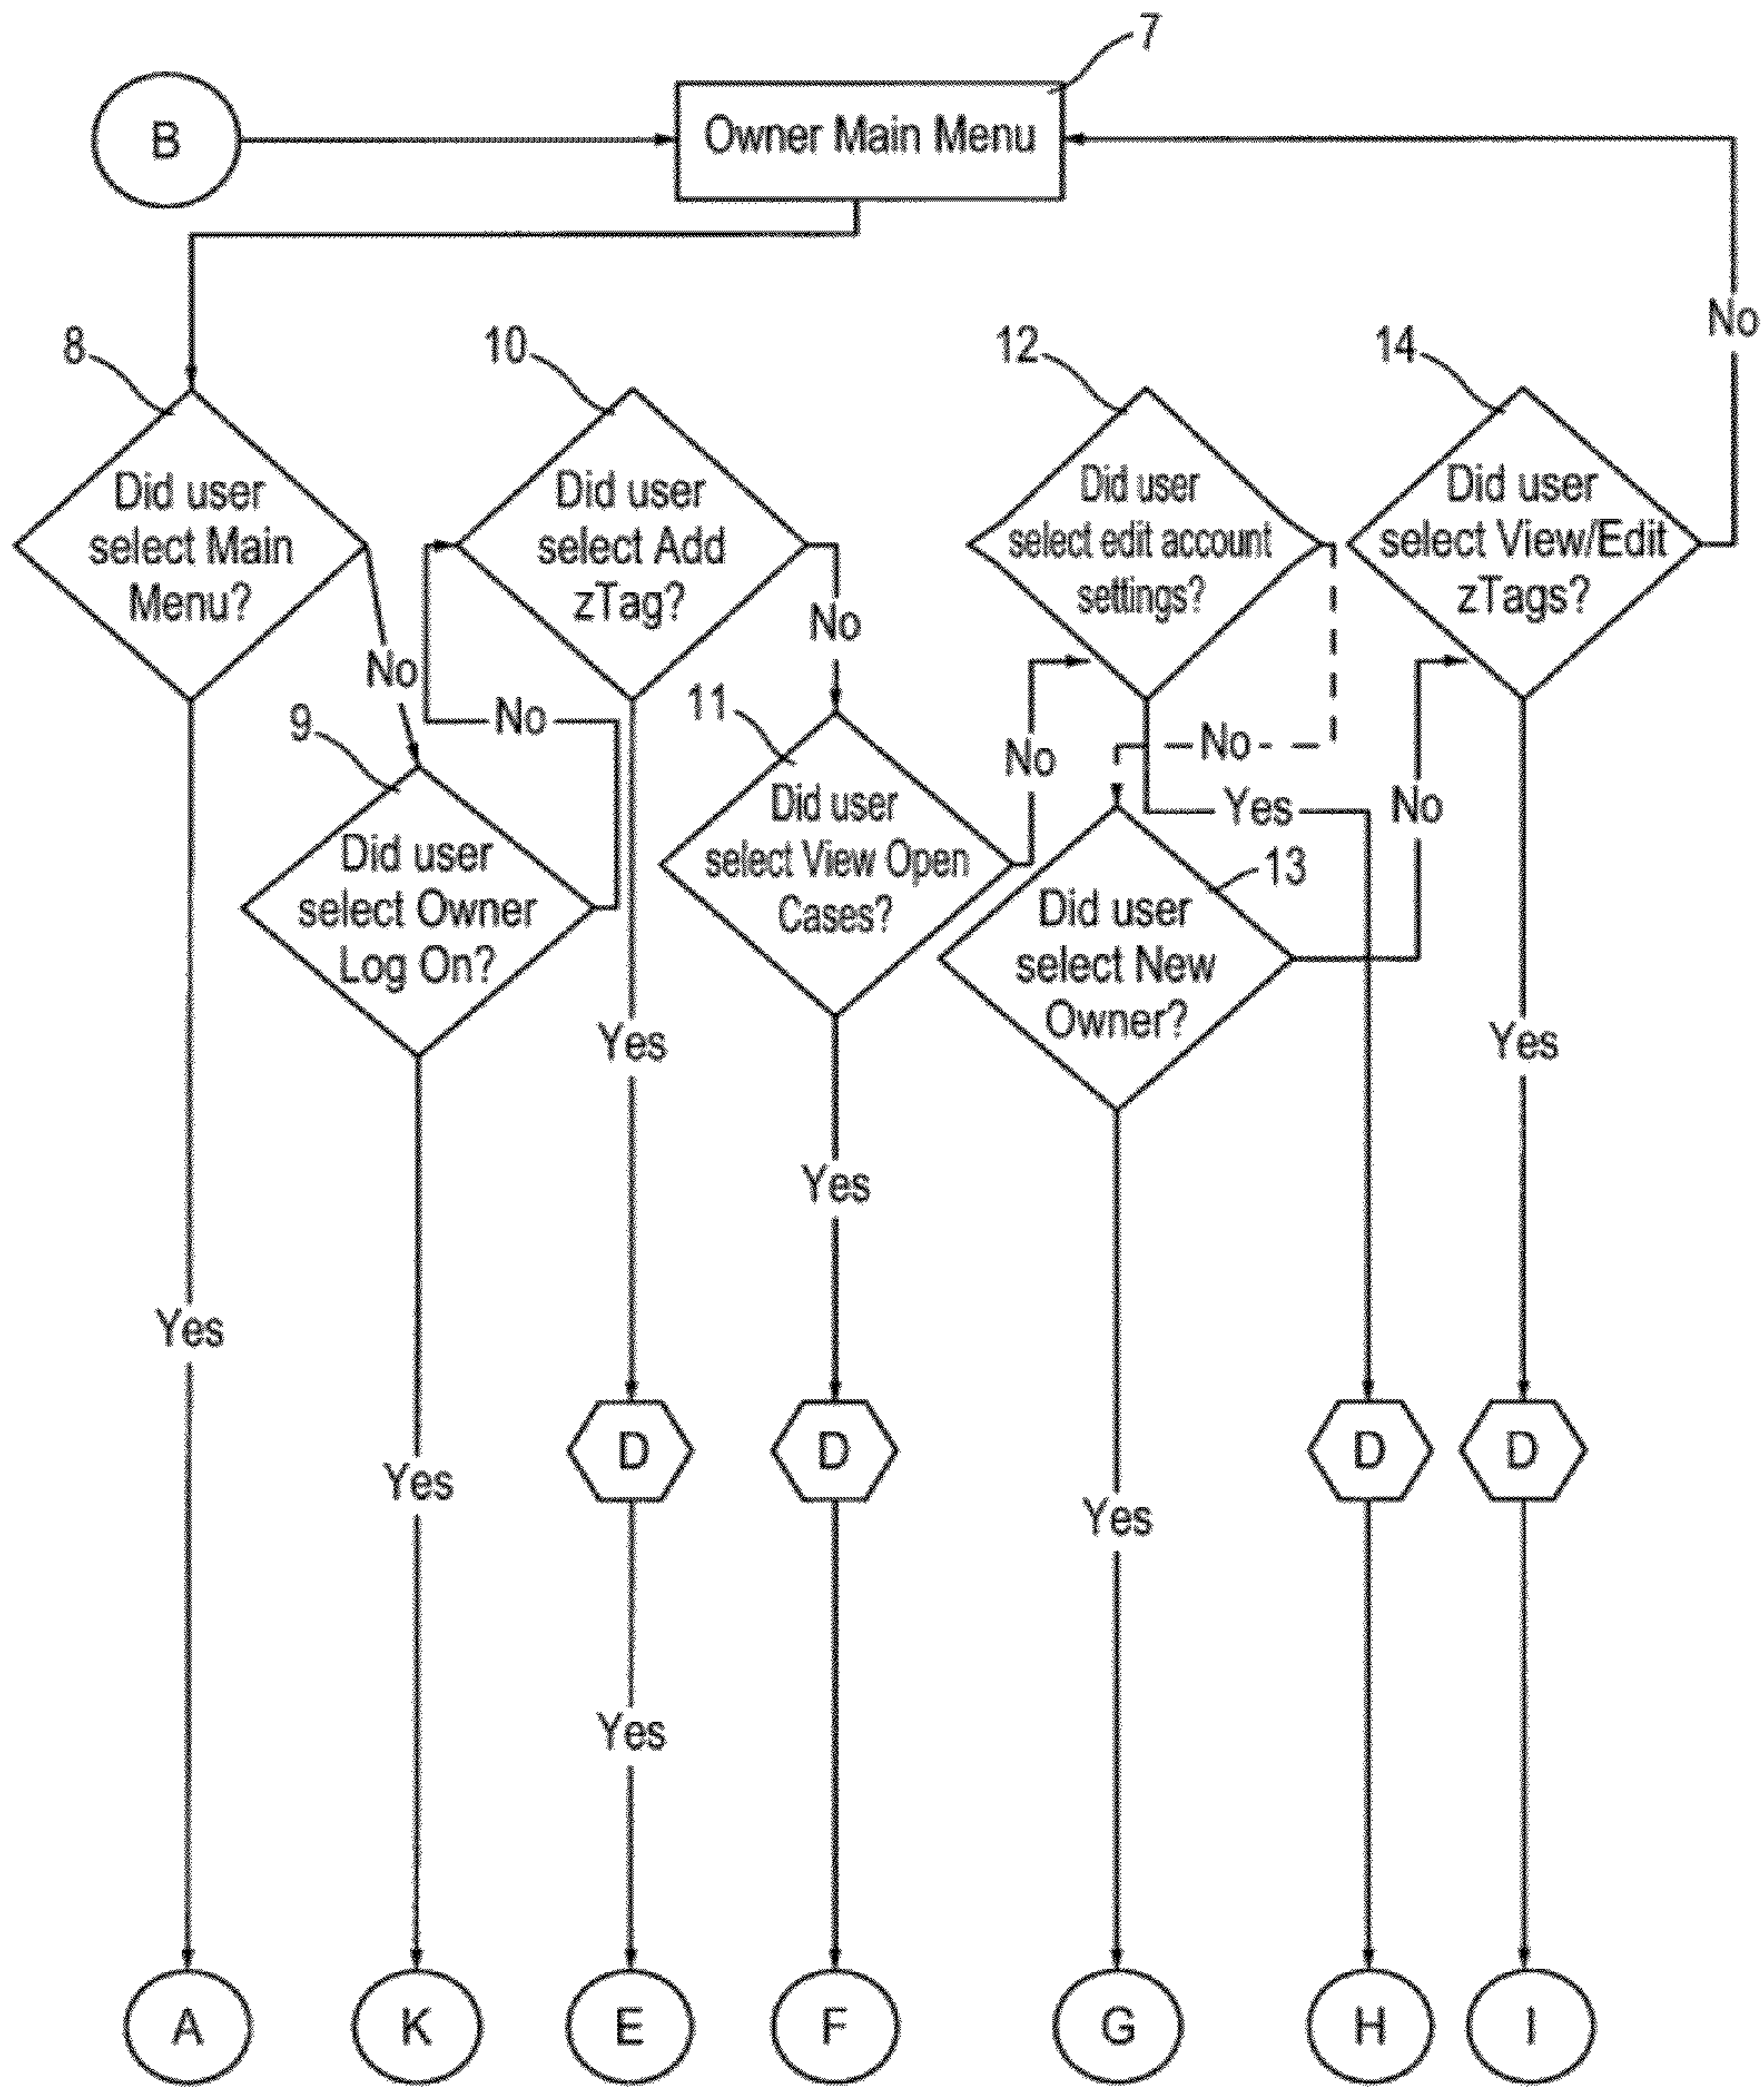 7
B
Owner Main Menu
No
8
10
12
14
Did user
select Main
Menu?
Did user
select Add
zTag?
Did user
select edit account
settings?
Did user
select View/Edit
zTags?
No
No
No
9
11
No
No
Yes
No
13
Did user
select Owner
Log On?
Did user
select View Open
Cases?
Did user
select New
Owner?
Yes
Yes
Yes
Yes
Yes
Yes
D
D
D
D
Yes
A
K
E
F
G
H
I